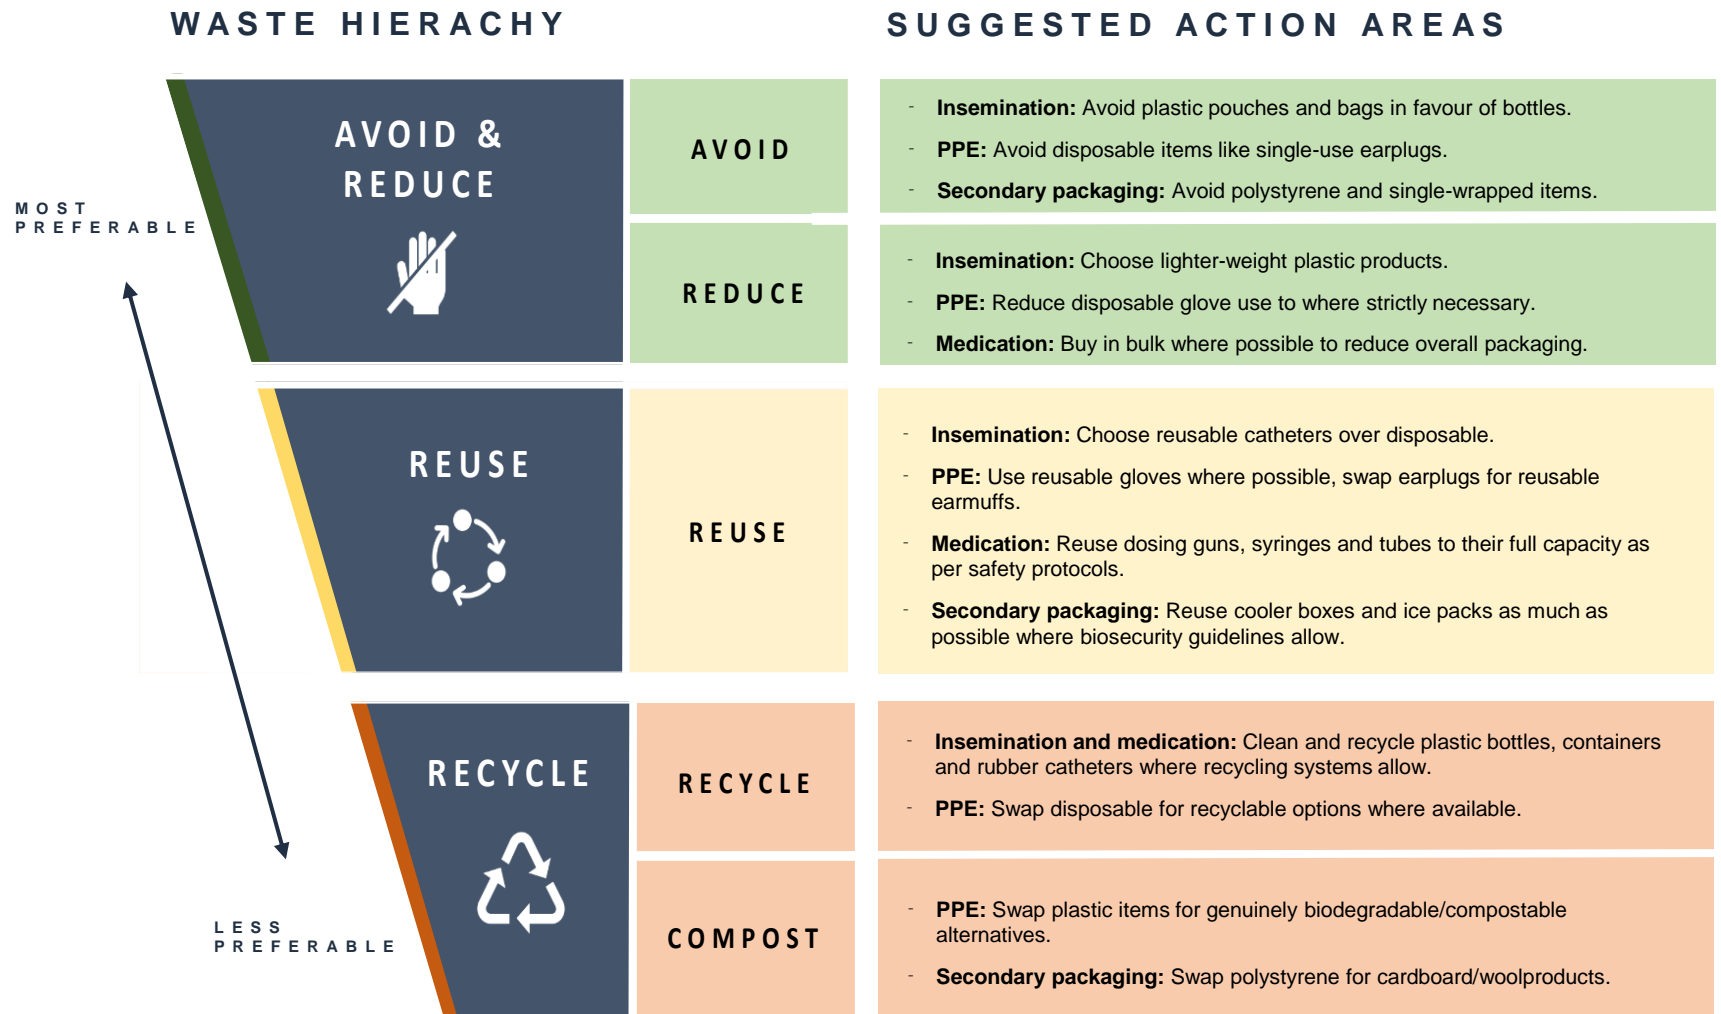 WASTE HIERACHY
SUGGESTED ACTION AREAS
MOST
PREFERABLE
LESS
PREFERABLE
AVOID &
REDUCE
AVOID
- Insemination: Avoid plastic pouches and bags in favour of bottles.
- PPE: Avoid disposable items like single-use earplugs.
- Secondary packaging: Avoid polystyrene and single-wrapped items.
REDUCE
- Insemination: Choose lighter-weight plastic products.
- PPE: Reduce disposable glove use to where strictly necessary.
- Medication: Buy in bulk where possible to reduce overall packaging.
REUSE
REUSE
- Insemination: Choose reusable catheters over disposable.
- PPE: Use reusable gloves where possible, swap earplugs for reusable
earmuffs.
- Medication: Reuse dosing guns, syringes and tubes to their full capacity as
per safety protocols.
- Secondary packaging: Reuse cooler boxes and ice packs as much as
possible where biosecurity guidelines allow.
RECYCLE
RECYCLE
- Insemination and medication: Clean and recycle plastic bottles, containers
and rubber catheters where recycling systems allow.
- PPE: Swap disposable for recyclable options where available.
COMPOST
- PPE: Swap plastic items for genuinely biodegradable/compostable
alternatives.
- Secondary packaging: Swap polystyrene for cardboard/woolproducts.